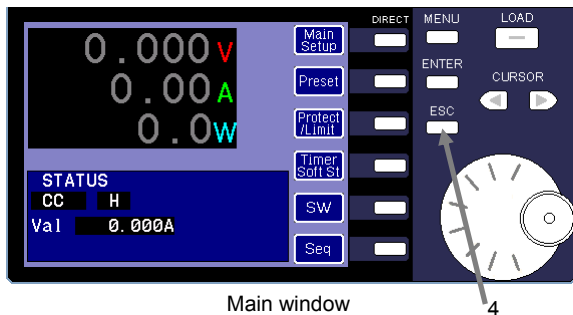 DIRECT MENU LOAD
0.000V
Main
Setup
ENTER
0.00A
Preset
CURSOR
0.0W
ESC
Protect
/Limit
Timer
Soft St
STATUS
CC H
SW
Val 0.000A
Seq
Main window
4